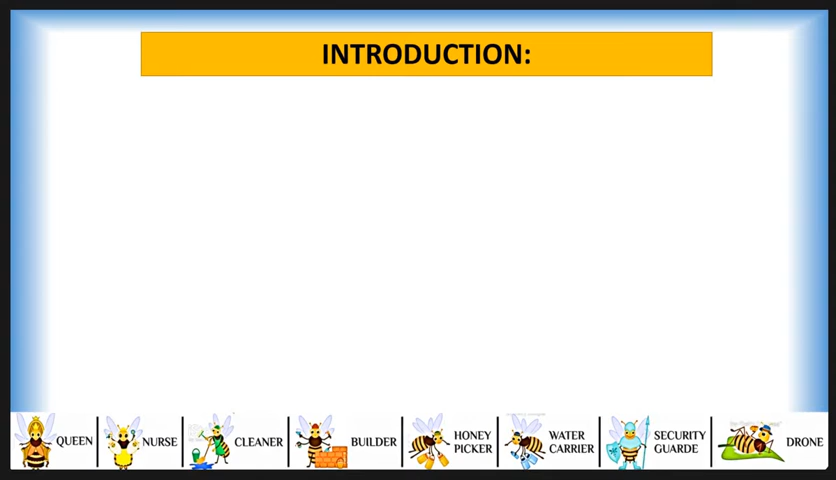 INTRODUCTION:
QUEEN
NURSE
CLEANER
BUILDER
HONEY
PICKER
WATER
CARRIER
SECURITY
GUARDE
DRONE